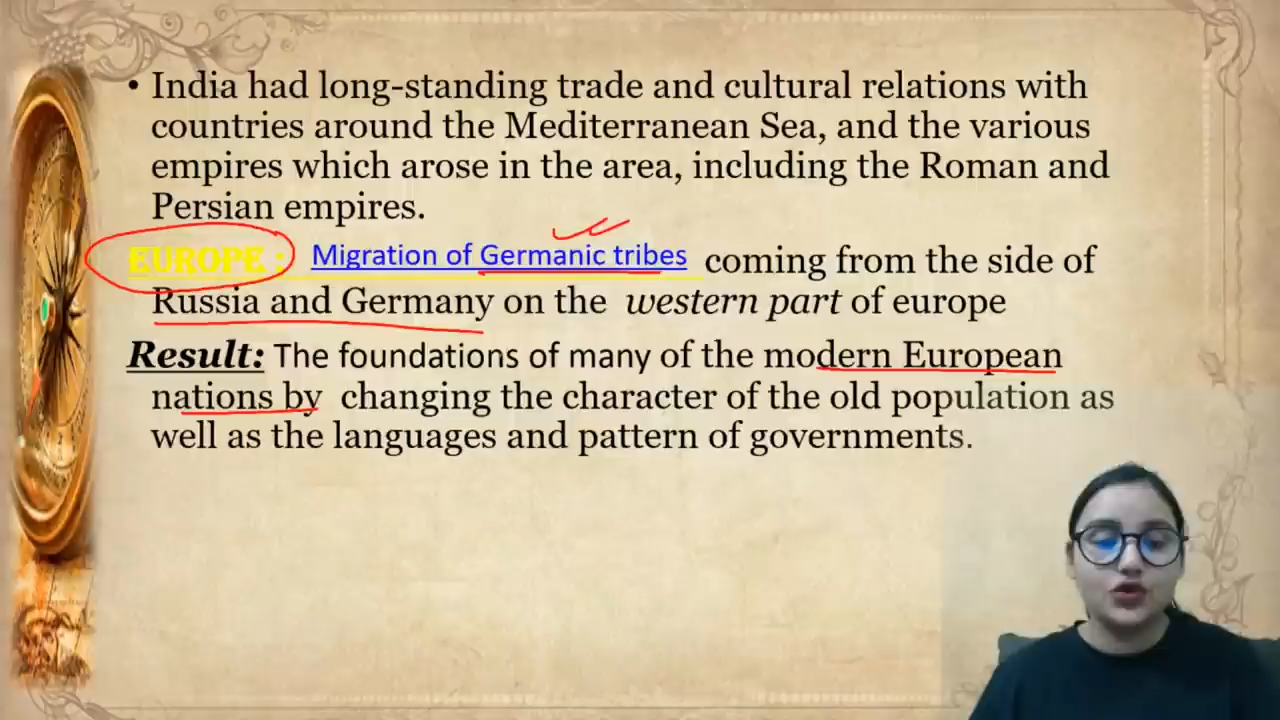 • India had long-standing trade and cultural relations with
countries around the Mediterranean Sea, and the various
empires which arose in the area, including the Roman and
Persian empires.
EUROPE : Migration of Germanic tribes coming from the side of
Russia and Germany on the western part of europe
Result: The foundations of many of the modern European
nations by changing the character of the old population as
well as the languages and pattern of governments.